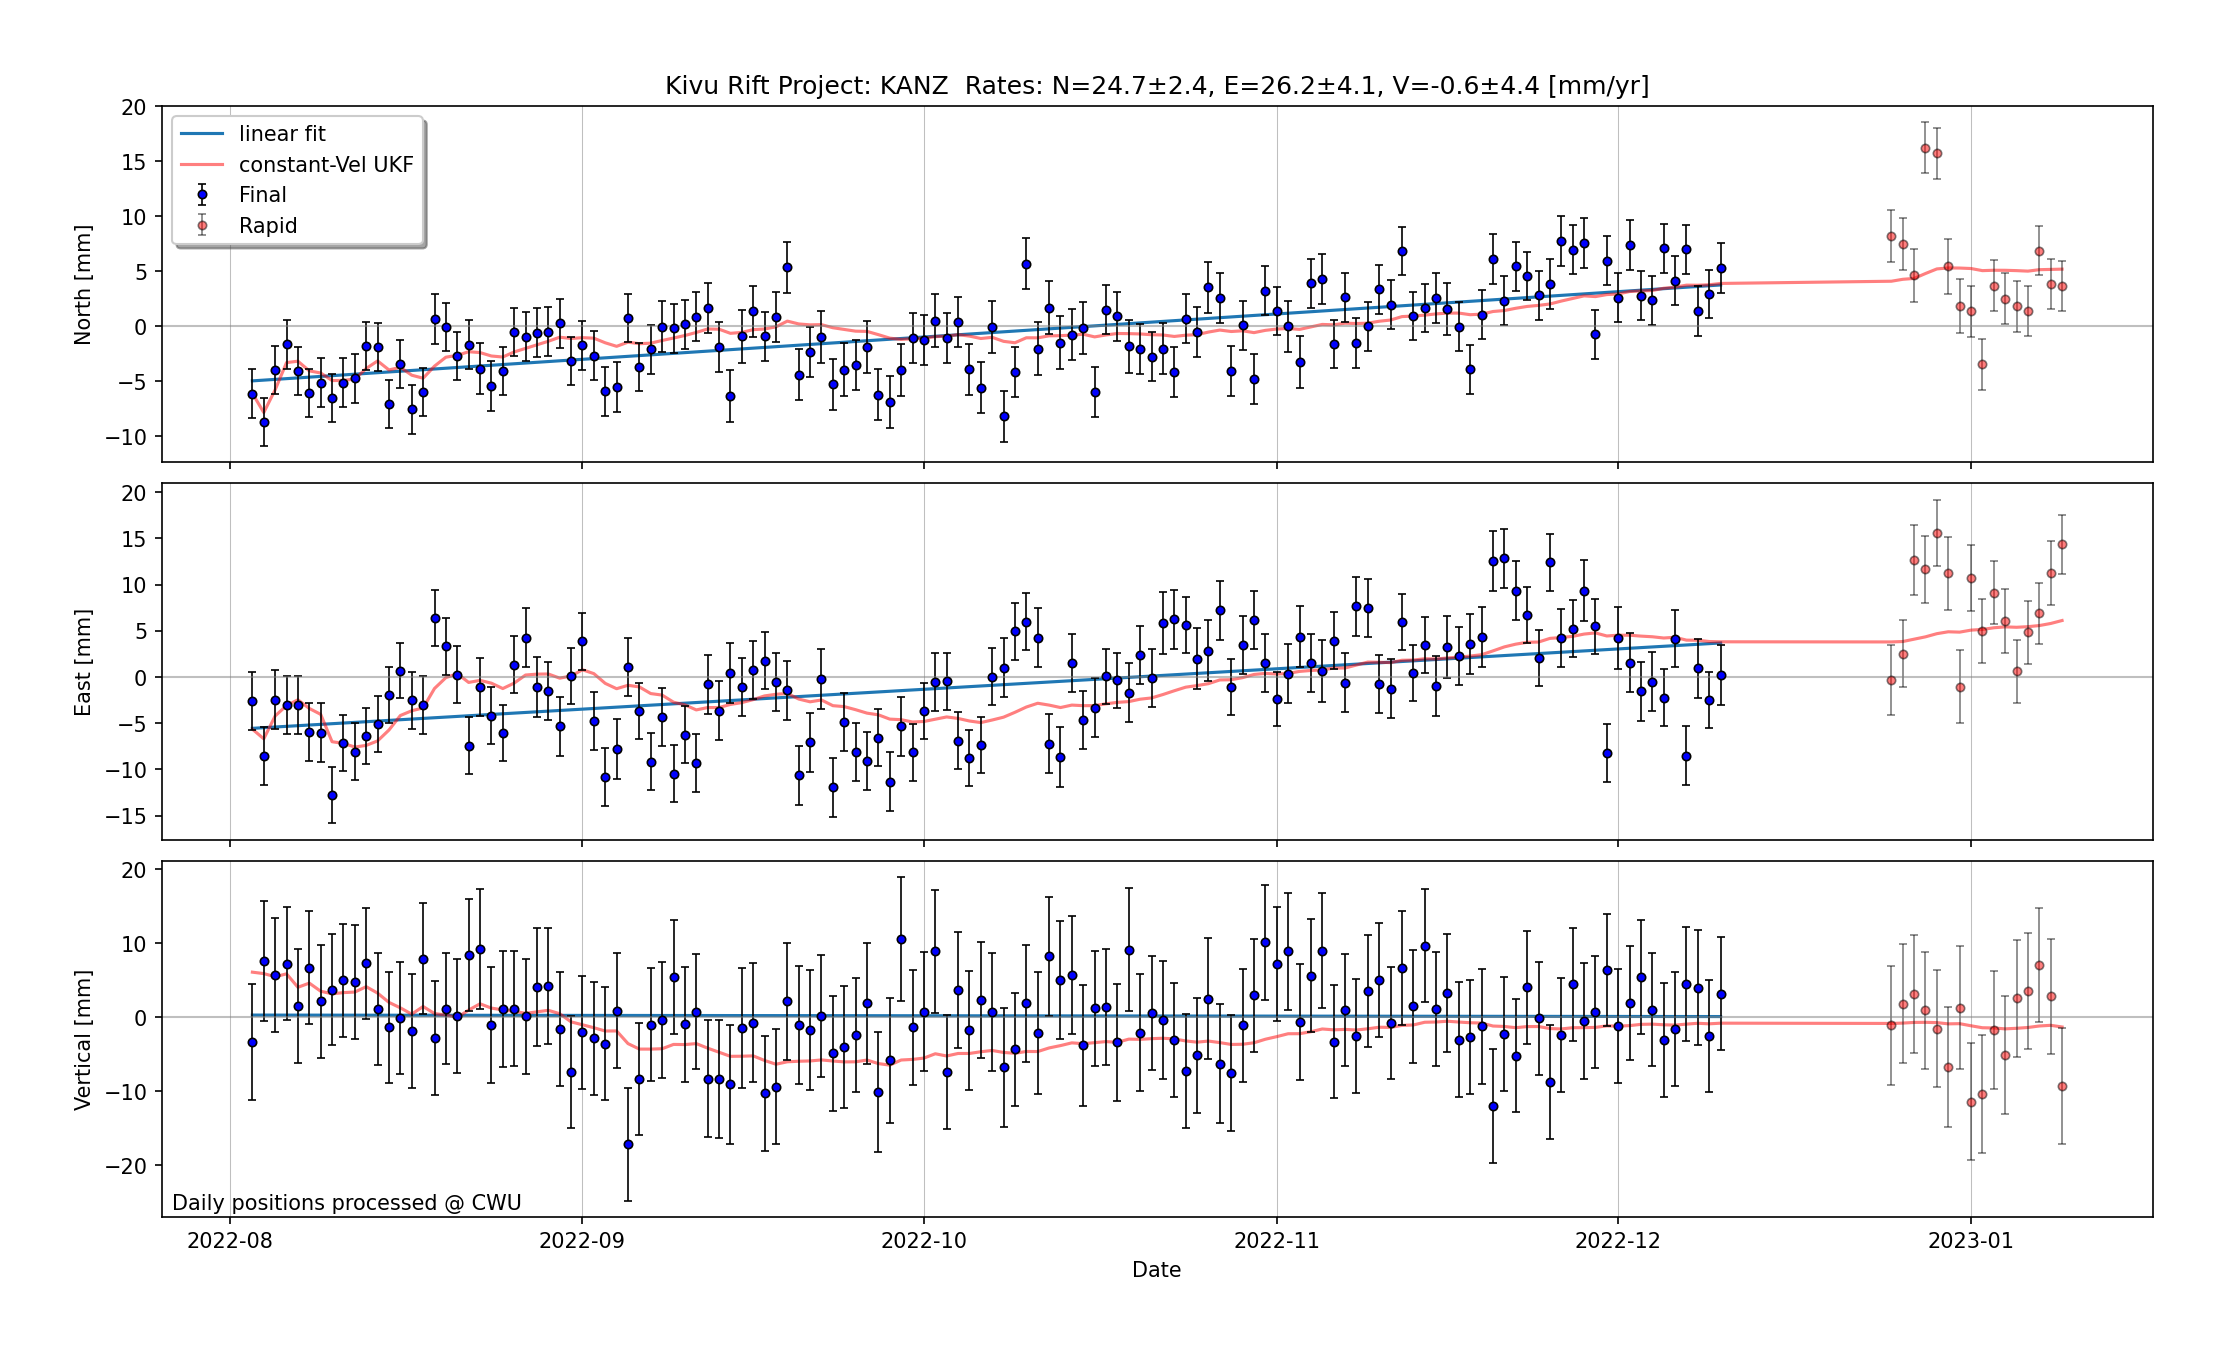 Kivu Rift Project: KANZ  Rates: N=24.7±2.4, E=26.2±4.1, V=-0.6±4.4 [mm/yr]
linear fit
constant-Vel UKF
Final
Rapid
North [mm]
20
15
10
5
0
−5
−10
East [mm]
20
15
10
5
0
−5
−10
−15
Vertical [mm]
20
10
0
−10
−20
Daily positions processed @ CWU
2022-08
2022-09
2022-10
2022-11
2022-12
2023-01
Date